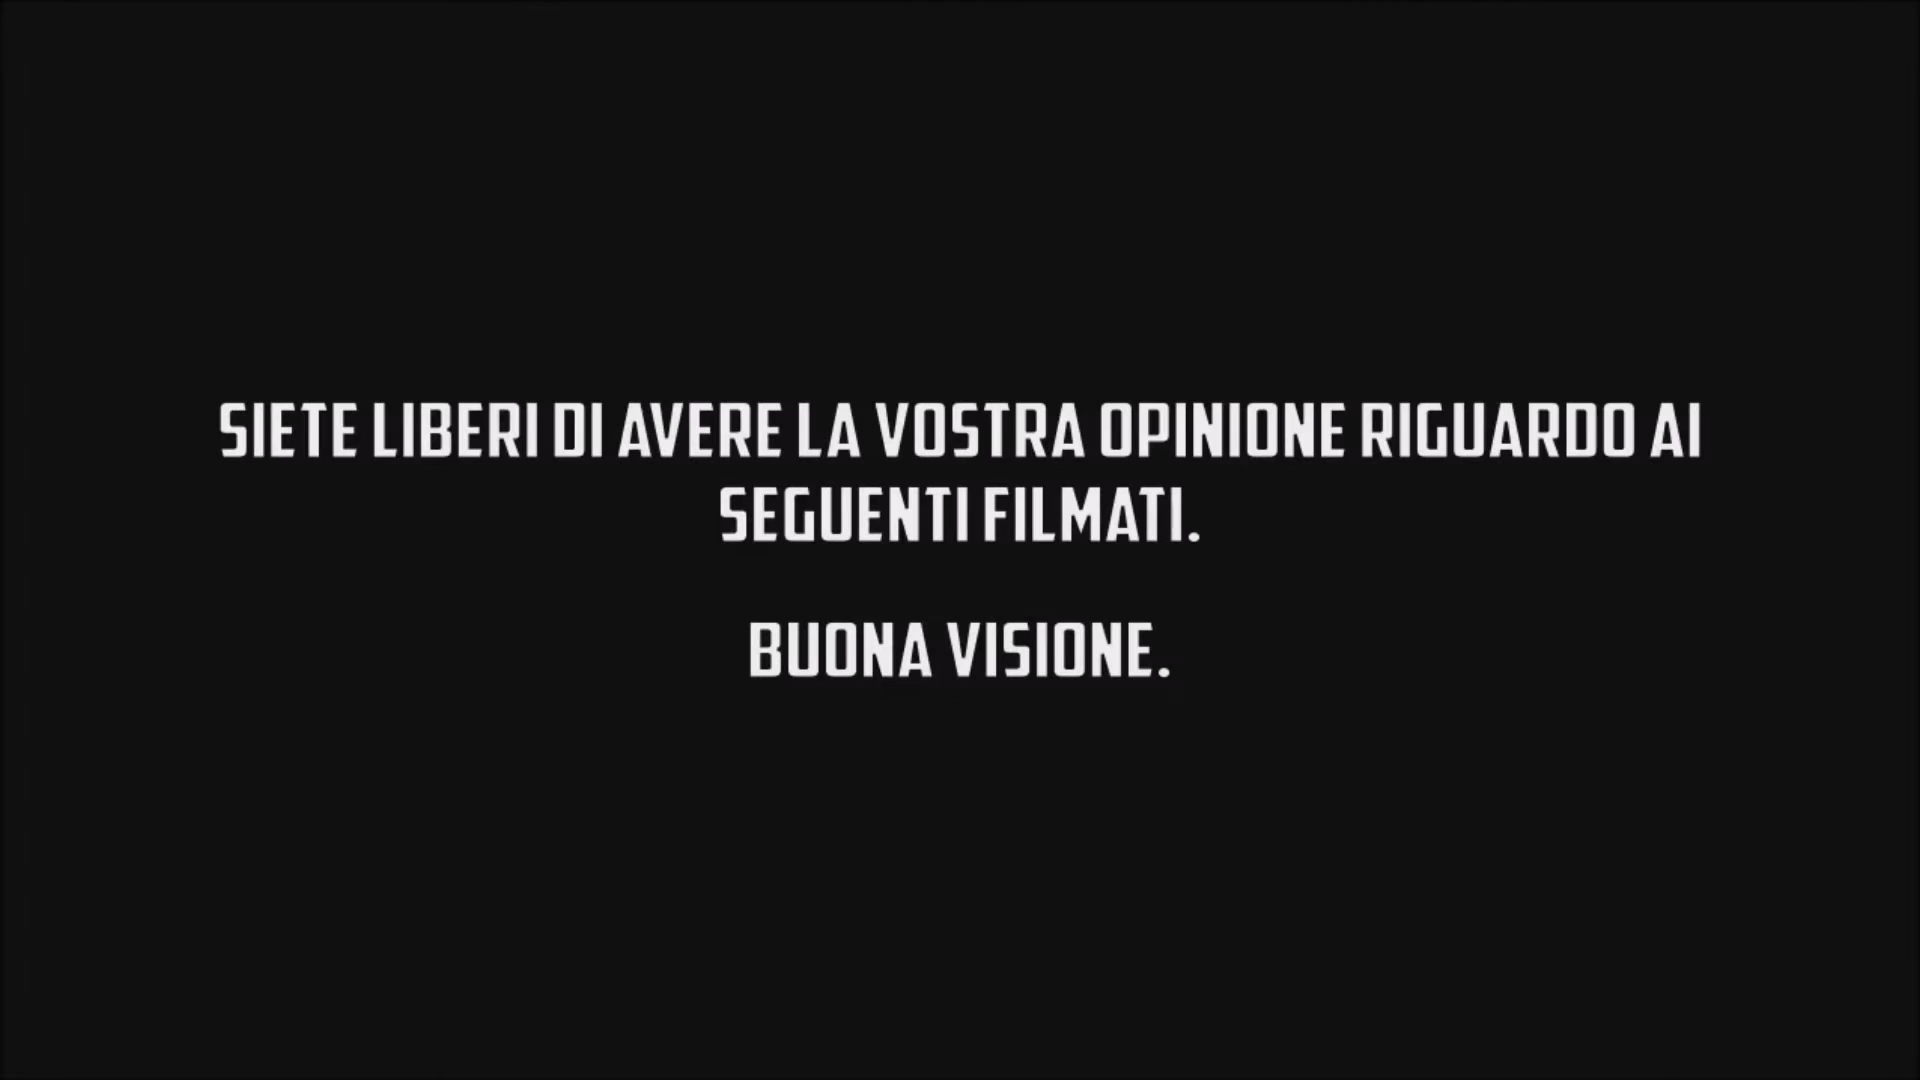 SIETE LIBERI DI AVERE LA VOSTRA OPINIONE RIGUARDO AI
SEGUENTI FILMATI.
BUONA VISIONE.